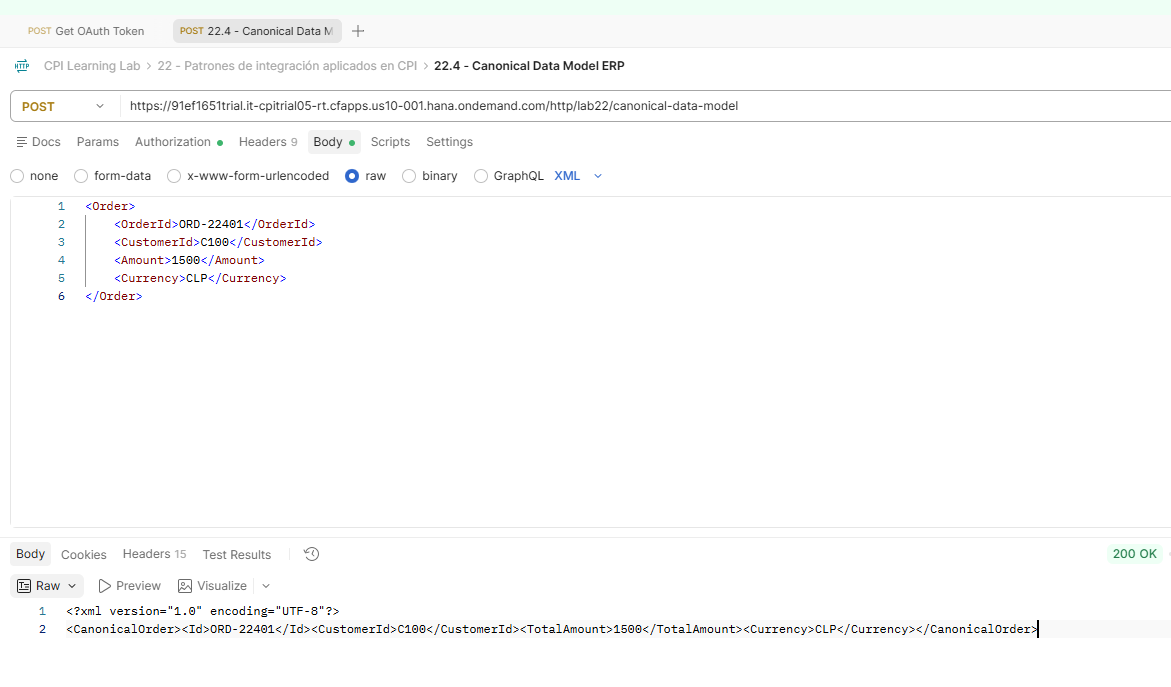 POST Get OAuth Token POST 22.4 - Canonical Data M
HTTP CPI Learning Lab > 22 - Patrones de integración aplicados en CPI > 22.4 - Canonical Data Model ERP
POST https://91ef1651trial.it-cpitrial05-rt.cfapps.us10-001.hana.ondemand.com/http/lab22/canonical-data-model
Docs Params Authorization Headers 9 Body Scripts Settings
none form-data x-www-form-urlencoded raw binary GraphQL XML
1 <Order>
2 <OrderId>ORD-22401</OrderId>
3 <CustomerId>C100</CustomerId>
4 <Amount>1500</Amount>
5 <Currency>CLP</Currency>
6 </Order>
Body Cookies Headers 15 Test Results 200 OK
Raw Preview Visualize
1 <?xml version="1.0" encoding="UTF-8"?>
2 <CanonicalOrder><Id>ORD-22401</Id><CustomerId>C100</CustomerId><TotalAmount>1500</TotalAmount><Currency>CLP</Currency></CanonicalOrder>